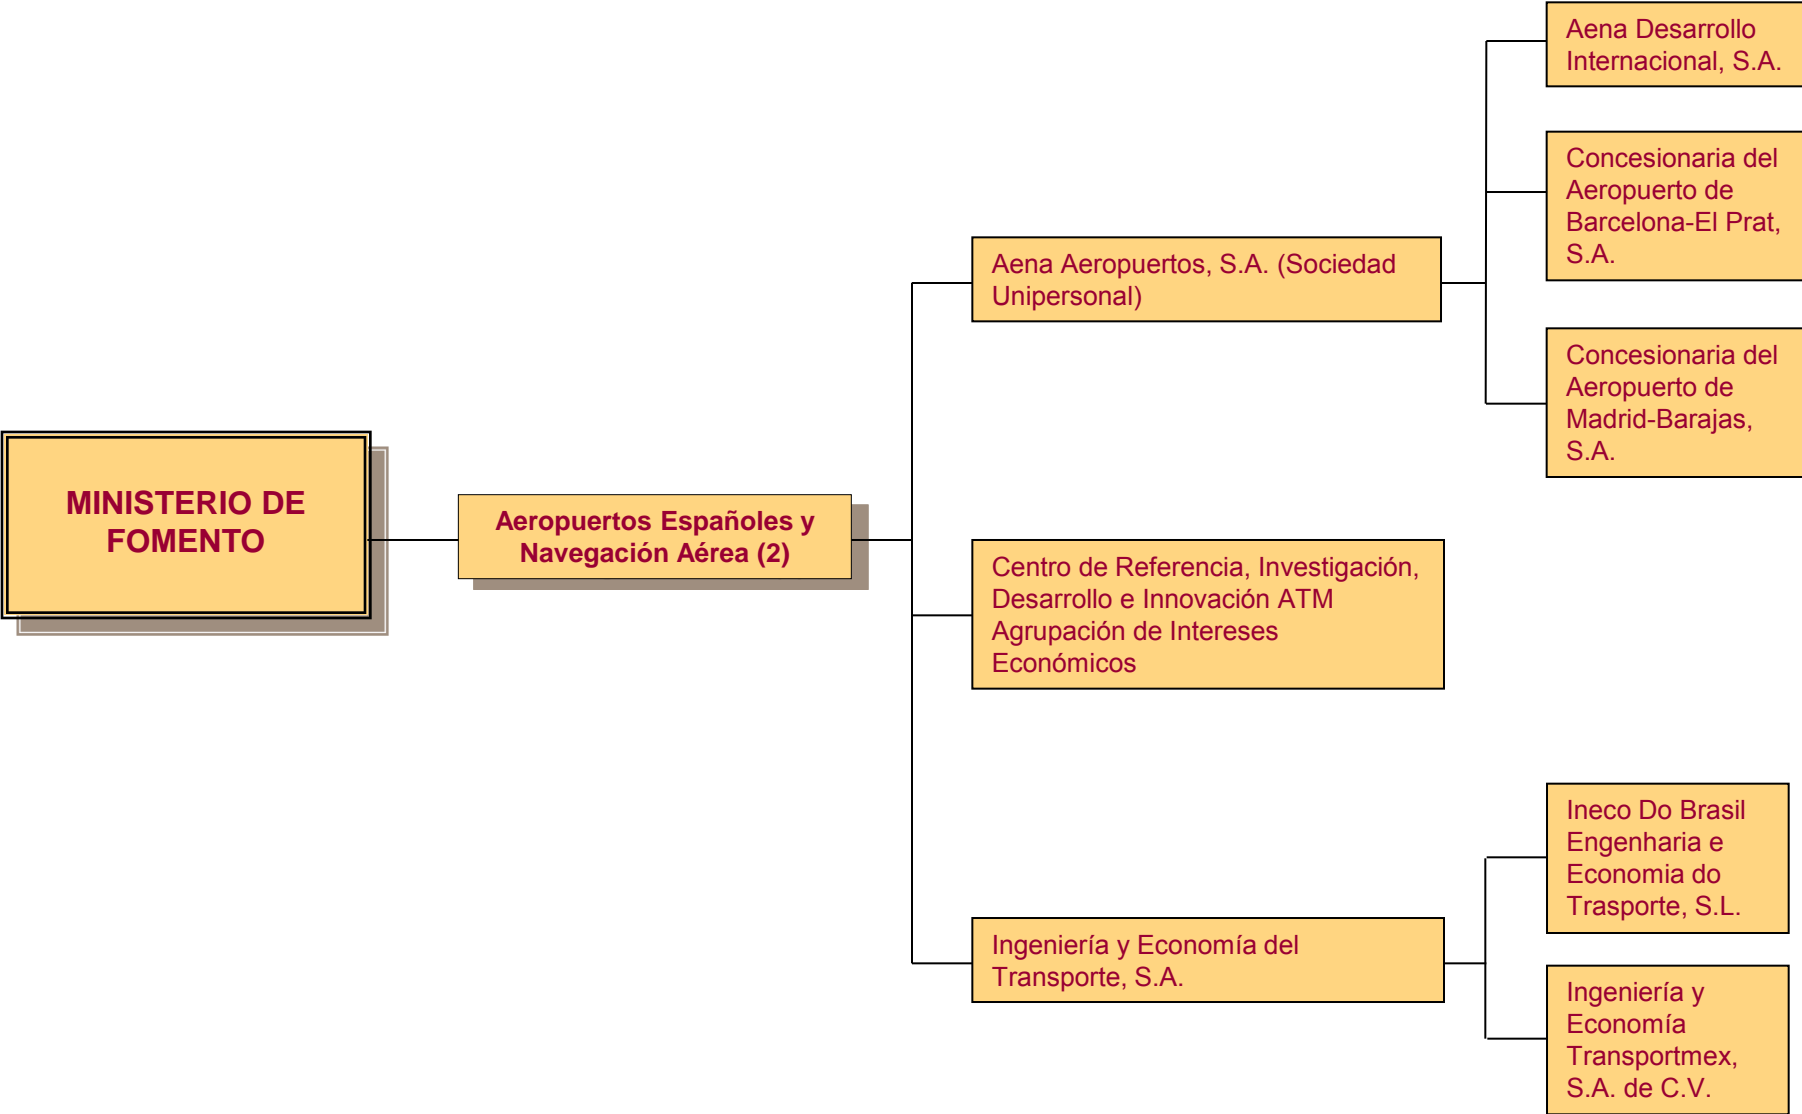 MINISTERIO DE
FOMENTO
Aeropuertos Españoles y
Navegación Aérea (2)
Aena Aeropuertos, S.A. (Sociedad
Unipersonal)
Aena Desarrollo
Internacional, S.A.
Concesionaria del
Aeropuerto de
Barcelona-El Prat,
S.A.
Concesionaria del
Aeropuerto de
Madrid-Barajas,
S.A.
Centro de Referencia, Investigación,
Desarrollo e Innovación ATM
Agrupación de Intereses
Económicos
Ingeniería y Economía del
Transporte, S.A.
Ineco Do Brasil
Engenharia e
Economia do
Trasporte, S.L.
Ingeniería y
Economía
Transportmex,
S.A. de C.V.